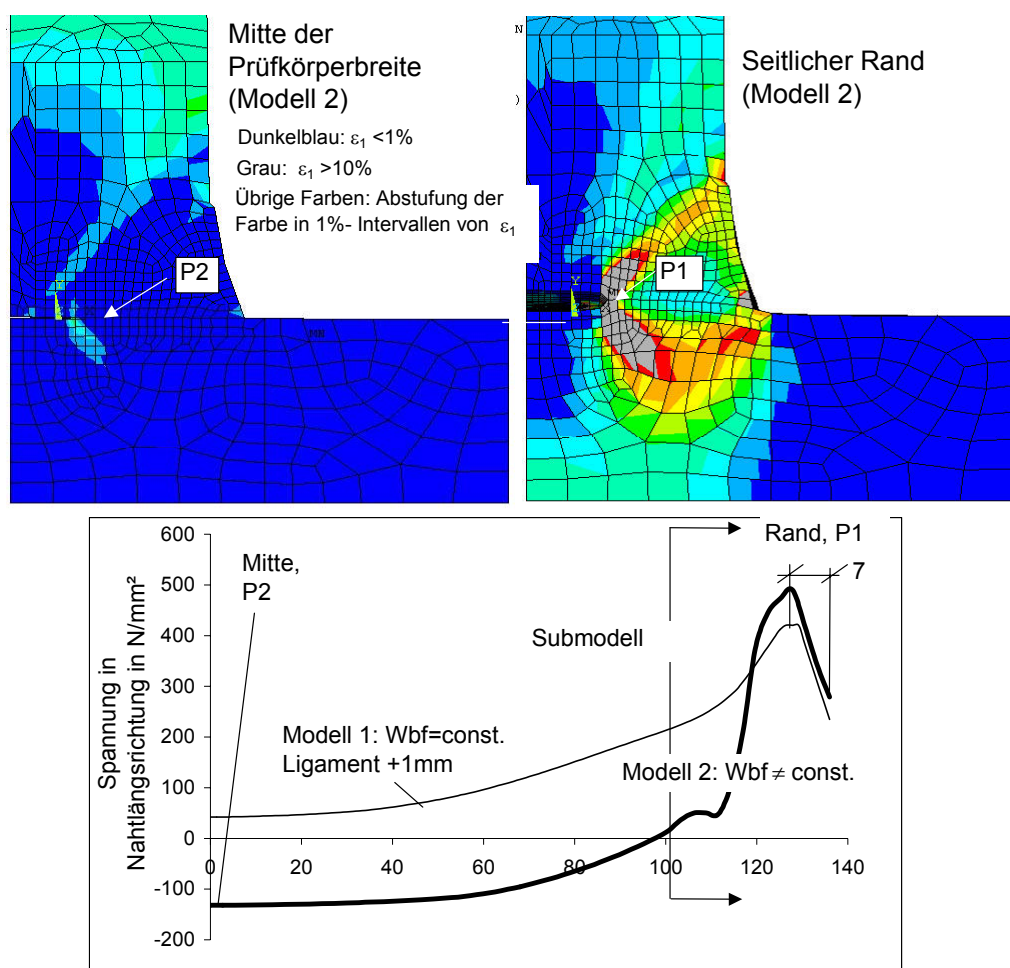 Mitte der
Prüfkörperbreite
(Modell 2)
Dunkelblau: ε₁ <1%
Grau: ε₁ >10%
Übrige Farben: Abstufung der
Farbe in 1%- Intervallen von ε₁
P2
MN
N
)
Seitlicher Rand
(Modell 2)
P1
Y
600
500
400
300
200
100
0
-100
-200
Spannung in
Nahtlängsrichtung in N/mm²
Mitte,
P2
Rand, P1
7
Submodell
Modell 1: Wbf=const.
Ligament +1mm
Modell 2: Wbf ≠ const.
0 20 40 60 80 100 120 140